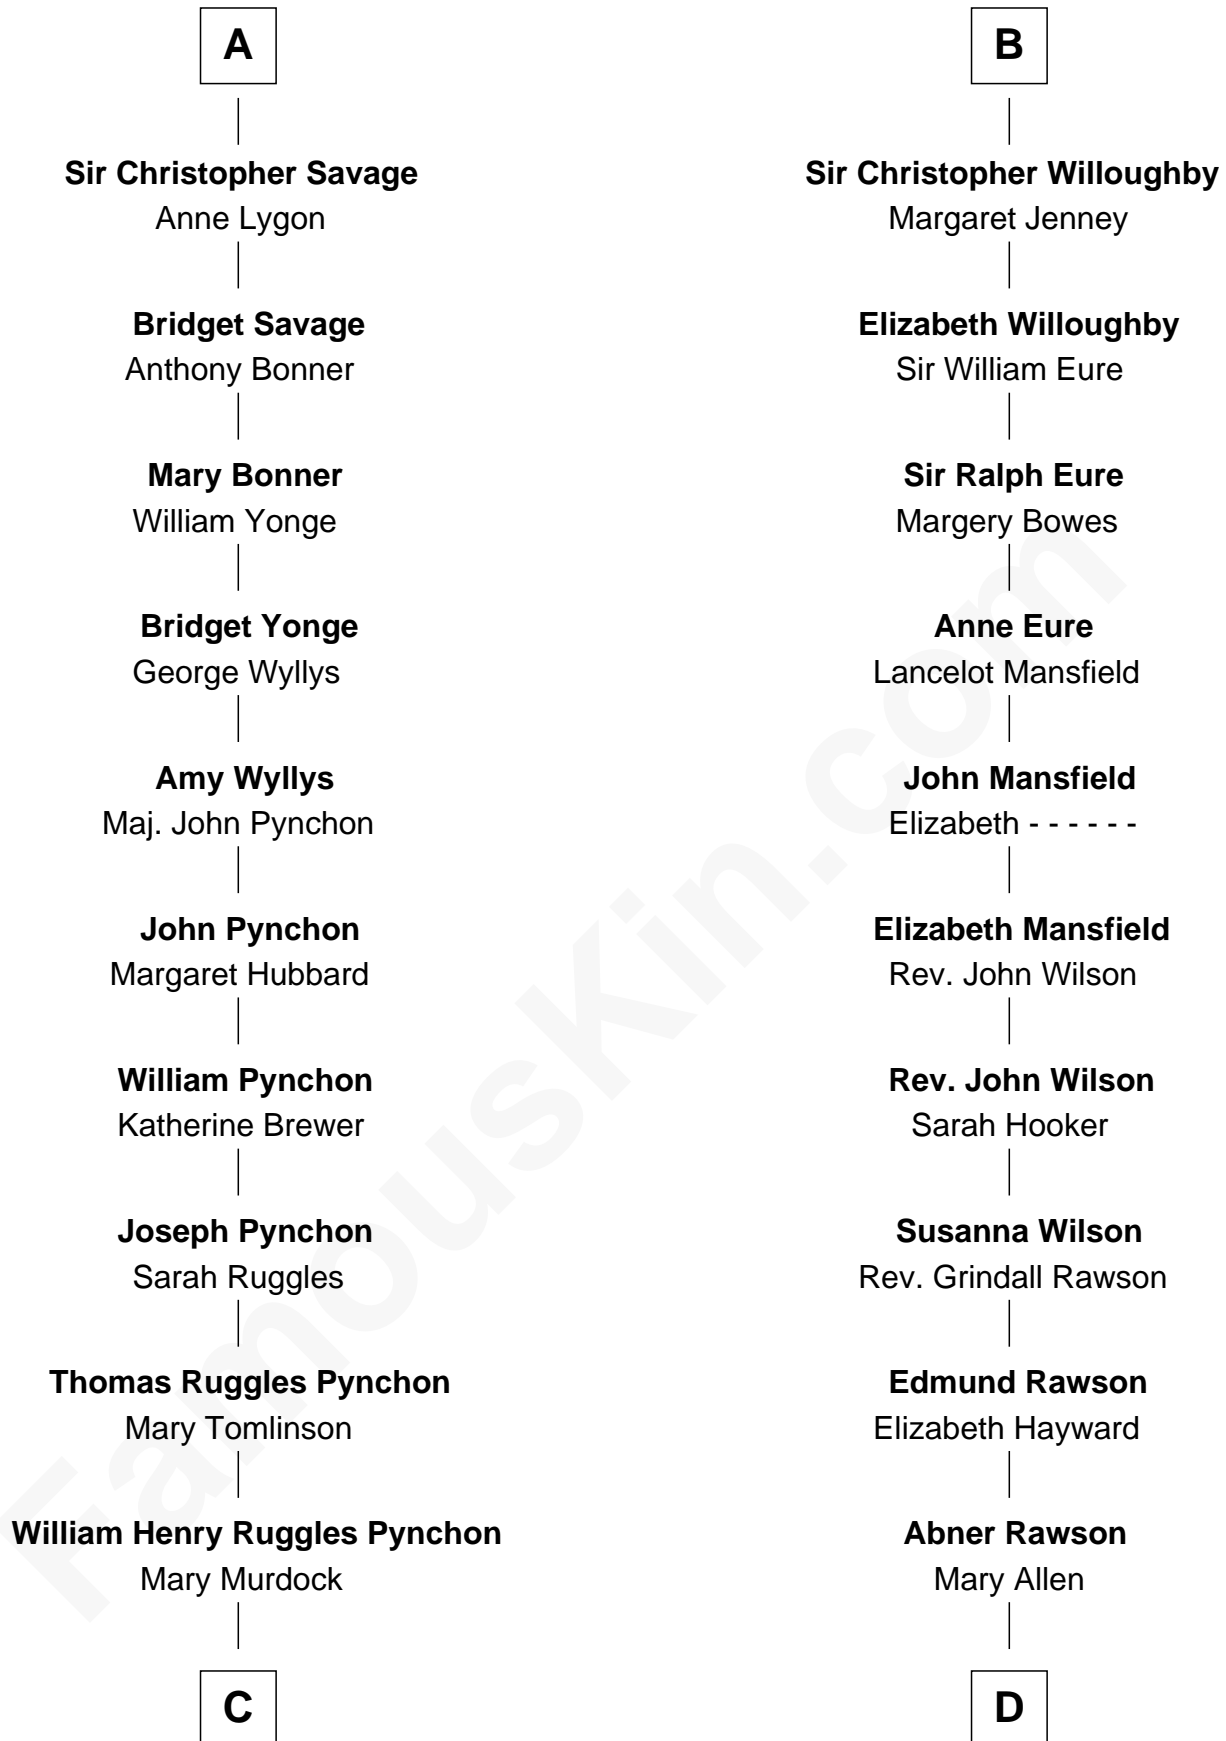 A
Sir Christopher Savage
Anne Lygon
Bridget Savage
Anthony Bonner
Mary Bonner
William Yonge
Bridget Yonge
George Wyllys
Amy Wyllys
Maj. John Pynchon
John Pynchon
Margaret Hubbard
William Pynchon
Katherine Brewer
Joseph Pynchon
Sarah Ruggles
Thomas Ruggles Pynchon
Mary Tomlinson
William Henry Ruggles Pynchon
Mary Murdock
C
B
Sir Christopher Willoughby
Margaret Jenney
Elizabeth Willoughby
Sir William Eure
Sir Ralph Eure
Margery Bowes
Anne Eure
Lancelot Mansfield
John Mansfield
Elizabeth - - - - - -
Elizabeth Mansfield
Rev. John Wilson
Rev. John Wilson
Sarah Hooker
Susanna Wilson
Rev. Grindall Rawson
Edmund Rawson
Elizabeth Hayward
Abner Rawson
Mary Allen
D
FamousKin.com